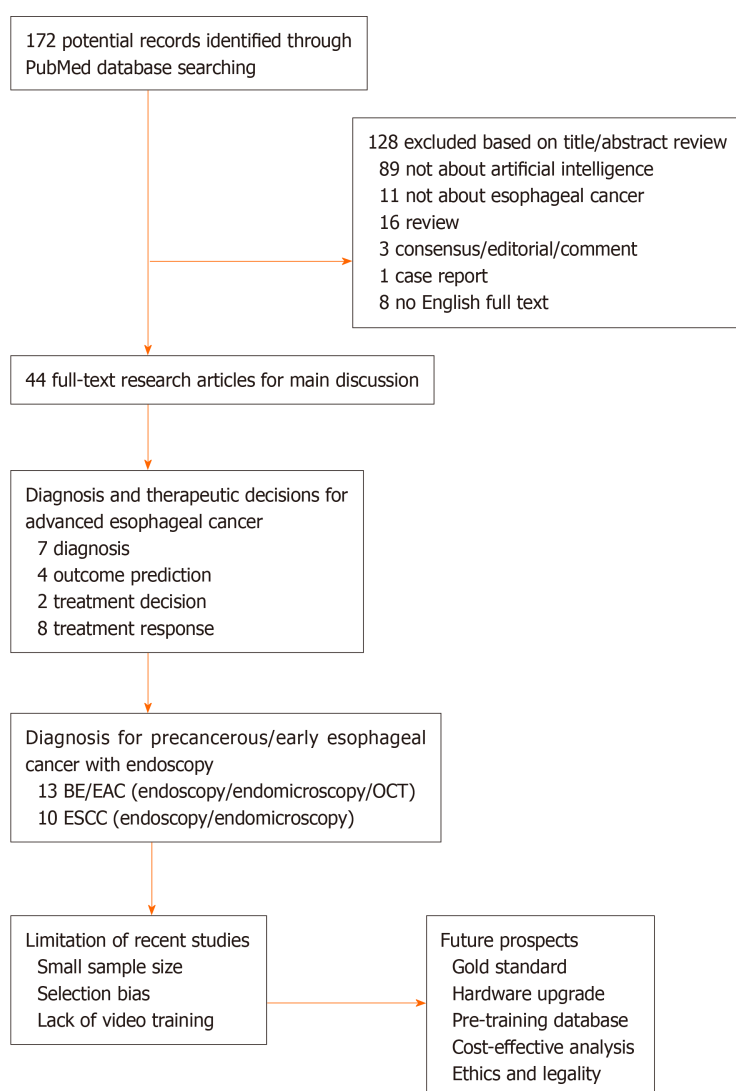 172 potential records identified through
PubMed database searching
128 excluded based on title/abstract review
89 not about artificial intelligence
11 not about esophageal cancer
16 review
3 consensus/editorial/comment
1 case report
8 no English full text
44 full-text research articles for main discussion
Diagnosis and therapeutic decisions for
advanced esophageal cancer
7 diagnosis
4 outcome prediction
2 treatment decision
8 treatment response
Diagnosis for precancerous/early esophageal
cancer with endoscopy
13 BE/EAC (endoscopy/endomicroscopy/OCT)
10 ESCC (endoscopy/endomicroscopy)
Limitation of recent studies
Small sample size
Selection bias
Lack of video training
Future prospects
Gold standard
Hardware upgrade
Pre-training database
Cost-effective analysis
Ethics and legality